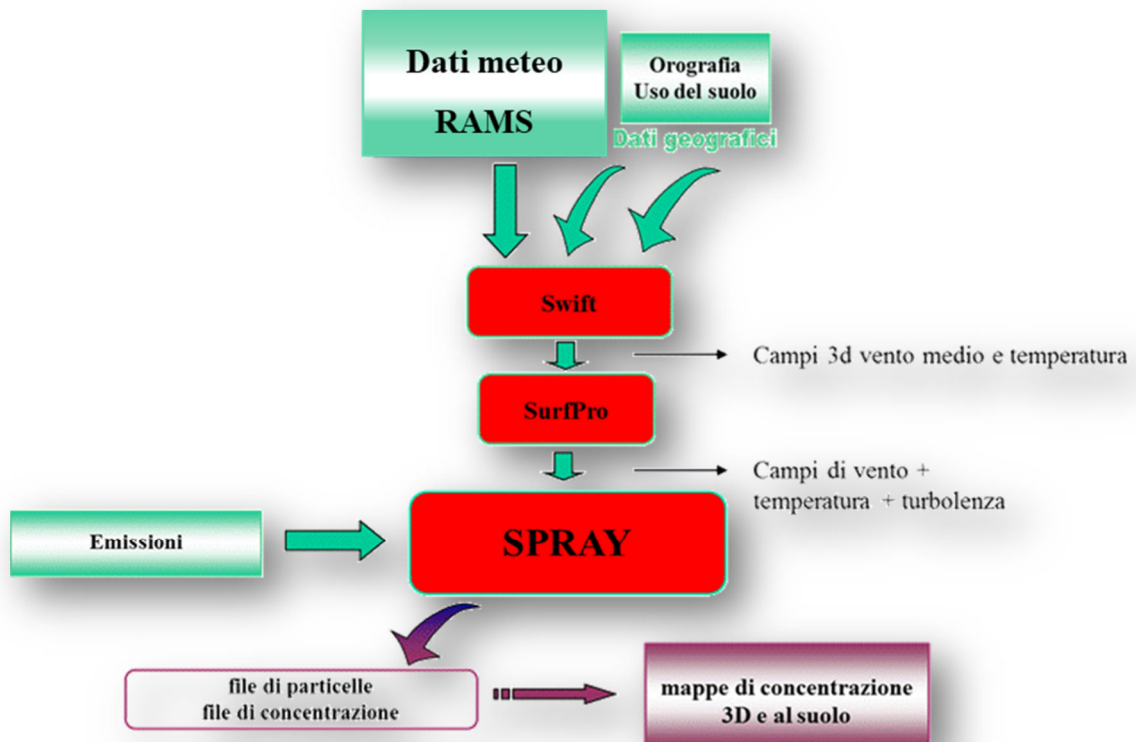 Dati meteo
RAMS
Orografia
Uso del suolo
Dati geografici
Swift
Campi 3d vento medio e temperatura
SurfPro
Campi di vento +
temperatura + turbolenza
Emissioni
SPRAY
file di particelle
file di concentrazione
mappe di concentrazione
3D e al suolo